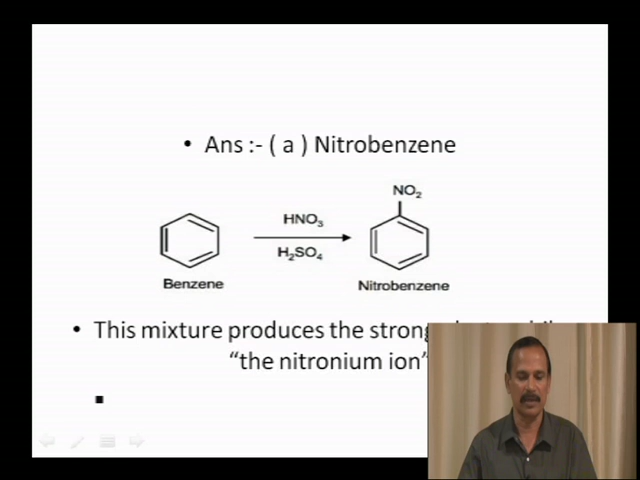 • Ans :- ( a ) Nitrobenzene
NO₂
HNO₃
H₂SO₄
Benzene
Nitrobenzene
• This mixture produces the strong
“the nitronium ion”